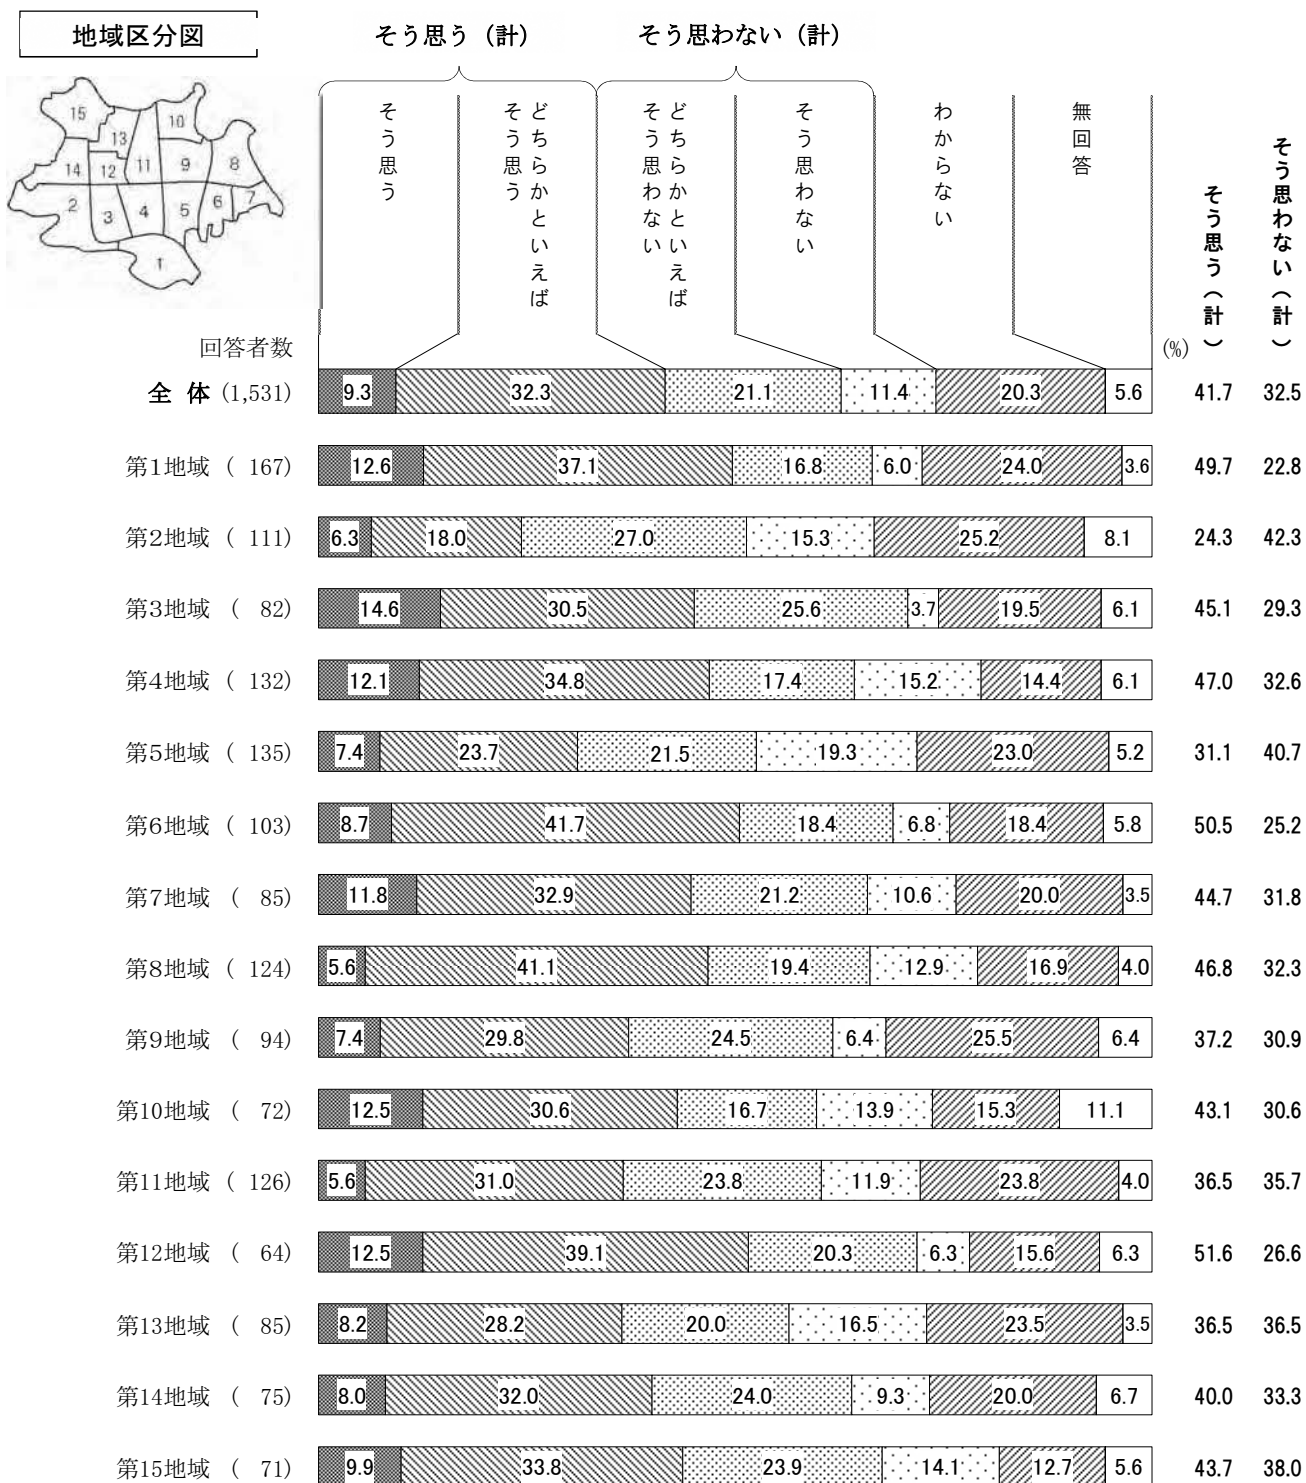 地域区分図
そう思う（計）
そう思わない（計）
15
10
13
14
12
11
9
8
2
3
4
5
6
7
1
そう思う
どちらかといえば
そう思う
どちらかといえば
そう思わない
そう思わない
わからない
無回答
そう思う（計）
そう思わない（計）
回答者数
(%)
全 体 (1,531) 9.3 32.3 21.1 11.4 20.3 5.6 41.7 32.5
第1地域 ( 167) 12.6 37.1 16.8 6.0 24.0 3.6 49.7 22.8
第2地域 ( 111) 6.3 18.0 27.0 15.3 25.2 8.1 24.3 42.3
第3地域 ( 82) 14.6 30.5 25.6 3.7 19.5 6.1 45.1 29.3
第4地域 ( 132) 12.1 34.8 17.4 15.2 14.4 6.1 47.0 32.6
第5地域 ( 135) 7.4 23.7 21.5 19.3 23.0 5.2 31.1 40.7
第6地域 ( 103) 8.7 41.7 18.4 6.8 18.4 5.8 50.5 25.2
第7地域 ( 85) 11.8 32.9 21.2 10.6 20.0 3.5 44.7 31.8
第8地域 ( 124) 5.6 41.1 19.4 12.9 16.9 4.0 46.8 32.3
第9地域 ( 94) 7.4 29.8 24.5 6.4 25.5 6.4 37.2 30.9
第10地域 ( 72) 12.5 30.6 16.7 13.9 15.3 11.1 43.1 30.6
第11地域 ( 126) 5.6 31.0 23.8 11.9 23.8 4.0 36.5 35.7
第12地域 ( 64) 12.5 39.1 20.3 6.3 15.6 6.3 51.6 26.6
第13地域 ( 85) 8.2 28.2 20.0 16.5 23.5 3.5 36.5 36.5
第14地域 ( 75) 8.0 32.0 24.0 9.3 20.0 6.7 40.0 33.3
第15地域 ( 71) 9.9 33.8 23.9 14.1 12.7 5.6 43.7 38.0